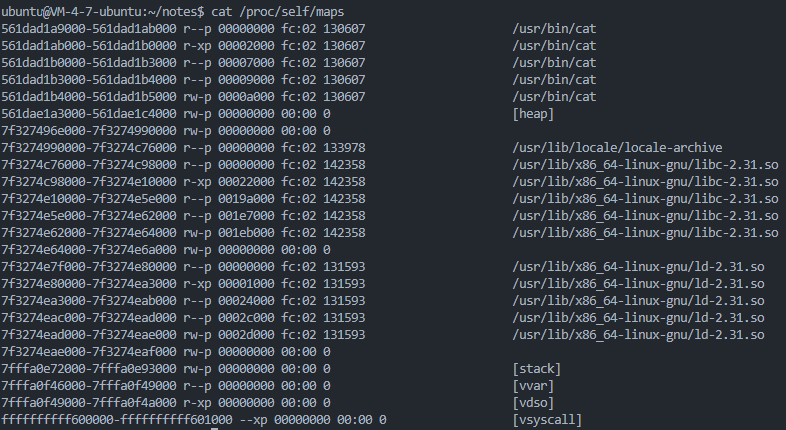 ubuntu@VM-4-7-ubuntu:~/notes$ cat /proc/self/maps
561dad1a9000-561dad1ab000 r--p 00000000 fc:02 130607 /usr/bin/cat
561dad1ab000-561dad1b0000 r-xp 00002000 fc:02 130607 /usr/bin/cat
561dad1b0000-561dad1b3000 r--p 00007000 fc:02 130607 /usr/bin/cat
561dad1b3000-561dad1b4000 r--p 00009000 fc:02 130607 /usr/bin/cat
561dad1b4000-561dad1b5000 rw-p 0000a000 fc:02 130607 /usr/bin/cat
561dae1a3000-561dae1c4000 rw-p 00000000 00:00 0 [heap]
7f327496e000-7f3274990000 rw-p 00000000 00:00 0
7f3274990000-7f3274c76000 r--p 00000000 fc:02 133978 /usr/lib/locale/locale-archive
7f3274c76000-7f3274c98000 r--p 00000000 fc:02 142358 /usr/lib/x86_64-linux-gnu/libc-2.31.so
7f3274c98000-7f3274e10000 r-xp 00022000 fc:02 142358 /usr/lib/x86_64-linux-gnu/libc-2.31.so
7f3274e10000-7f3274e5e000 r--p 0019a000 fc:02 142358 /usr/lib/x86_64-linux-gnu/libc-2.31.so
7f3274e5e000-7f3274e62000 r--p 001e7000 fc:02 142358 /usr/lib/x86_64-linux-gnu/libc-2.31.so
7f3274e62000-7f3274e64000 rw-p 001eb000 fc:02 142358 /usr/lib/x86_64-linux-gnu/libc-2.31.so
7f3274e64000-7f3274e6a000 rw-p 00000000 00:00 0
7f3274e7f000-7f3274e80000 r--p 00000000 fc:02 131593 /usr/lib/x86_64-linux-gnu/ld-2.31.so
7f3274e80000-7f3274ea3000 r-xp 00001000 fc:02 131593 /usr/lib/x86_64-linux-gnu/ld-2.31.so
7f3274ea3000-7f3274eab000 r--p 00024000 fc:02 131593 /usr/lib/x86_64-linux-gnu/ld-2.31.so
7f3274eac000-7f3274ead000 r--p 0002c000 fc:02 131593 /usr/lib/x86_64-linux-gnu/ld-2.31.so
7f3274ead000-7f3274eae000 rw-p 0002d000 fc:02 131593 /usr/lib/x86_64-linux-gnu/ld-2.31.so
7f3274eae000-7f3274eaf000 rw-p 00000000 00:00 0
7fffa0e72000-7fffa0e93000 rw-p 00000000 00:00 0 [stack]
7fffa0f46000-7fffa0f49000 r--p 00000000 00:00 0 [vvar]
7fffa0f49000-7fffa0f4a000 r-xp 00000000 00:00 0 [vdso]
ffffffffff600000-ffffffffff601000 --xp 00000000 00:00 0 [vsyscall]